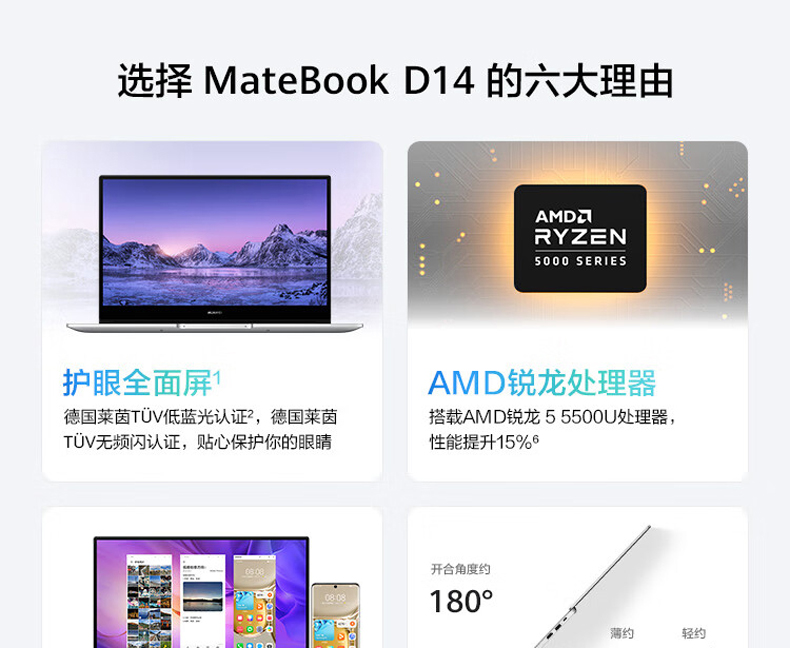 选择 MateBook D14 的六大理由
HUAWEI
AMD
RYZEN
5000 SERIES
护眼全面屏1
德国莱茵TÜV低蓝光认证2，德国莱茵
TÜV无频闪认证，贴心保护你的眼睛
AMD锐龙处理器
搭载AMD锐龙 5 5500U处理器，
性能提升15%6
08:08
08:08
开合角度约
180°
薄约
轻约